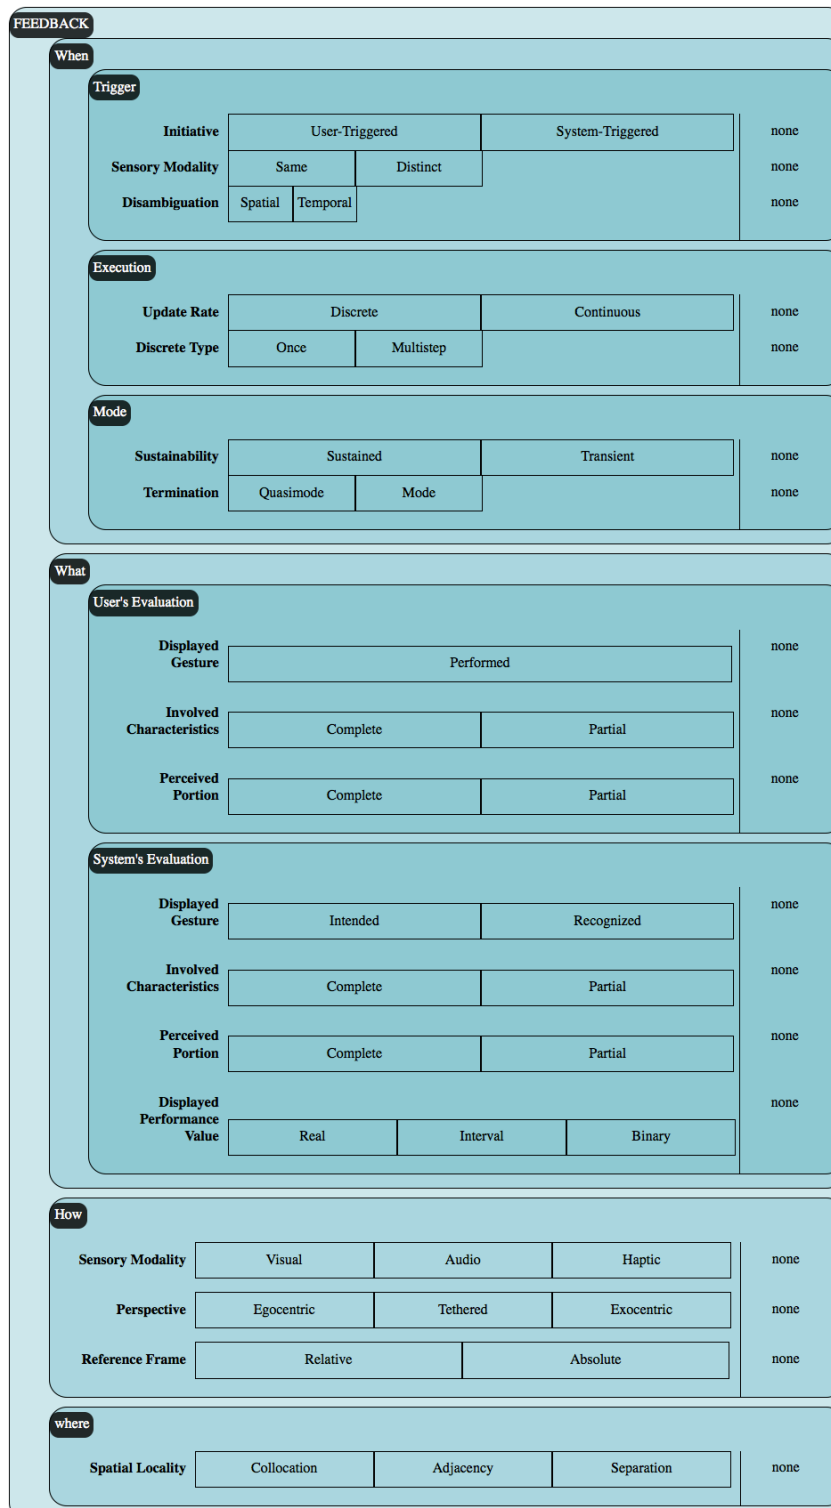 FEEDBACK
When
Trigger
Initiative User-Triggered System-Triggered none
Sensory Modality Same Distinct none
Disambiguation Spatial Temporal none
Execution
Update Rate Discrete Continuous none
Discrete Type Once Multistep none
Mode
Sustainability Sustained Transient none
Termination Quasimode Mode none
What
User's Evaluation
Displayed none
Gesture Performed
Involved none
Characteristics Complete Partial
Perceived none
Portion Complete Partial
System's Evaluation
Displayed none
Gesture Intended Recognized
Involved none
Characteristics Complete Partial
Perceived none
Portion Complete Partial
Displayed none
Performance
Value Real Interval Binary
How
Sensory Modality Visual Audio Haptic none
Perspective Egocentric Tethered Exocentric none
Reference Frame Relative Absolute none
where
Spatial Locality Collocation Adjacency Separation none